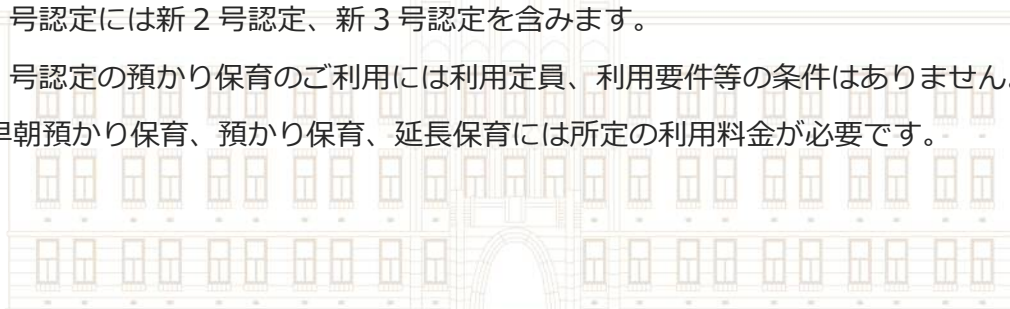 号認定には新２号認定、新３号認定を含みます。
号認定の預かり保育のご利用には利用定員、利用要件等の条件はありません。
早朝預かり保育、預かり保育、延長保育には所定の利用料金が必要です。